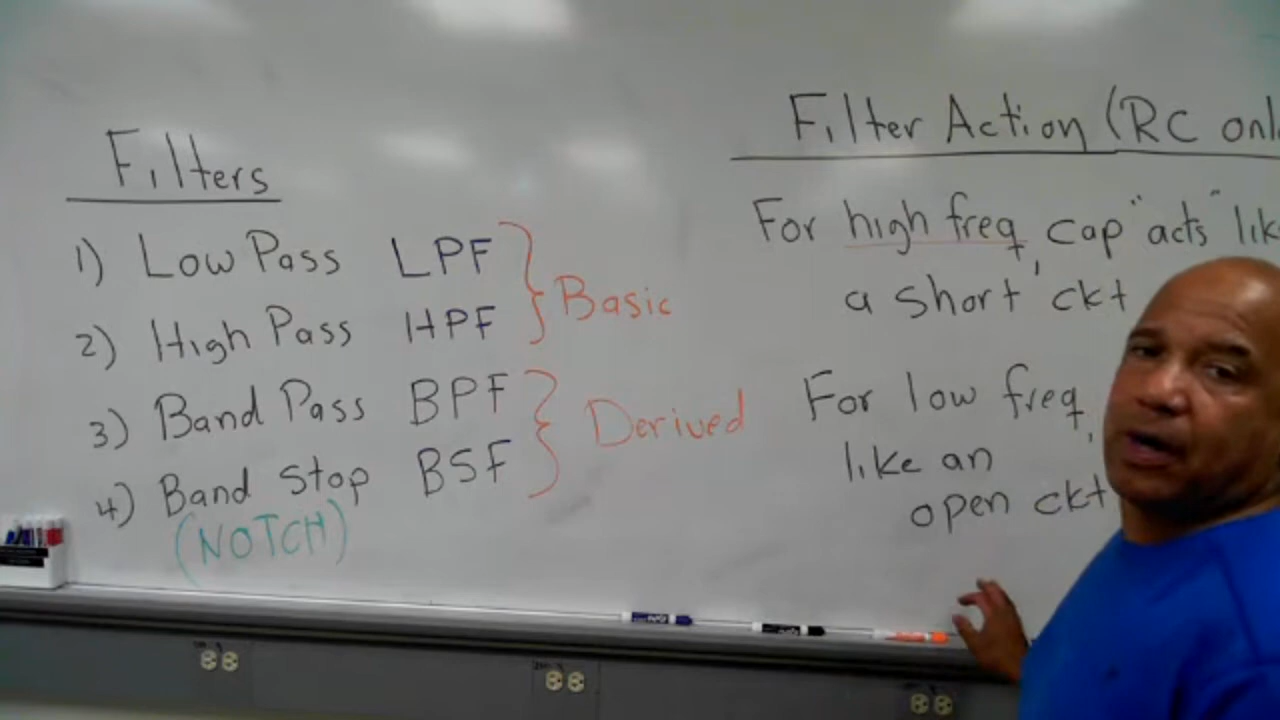 Filters
1) Low Pass LPF
2) High Pass HPF
Basic
3) Band Pass BPF
4) Band Stop BSF
Derived
(NOTCH)
Filter Action (RC onl
For high freq, cap "acts" lik
a short ckt
For low freq,
like an
open ckt